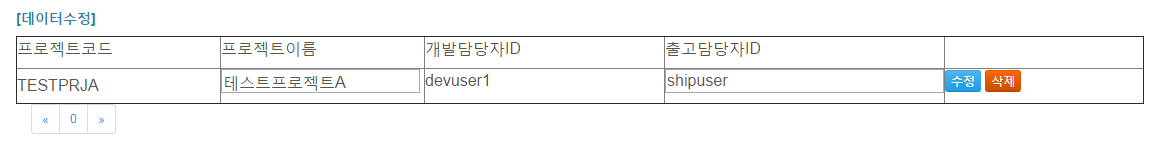 [데이터수정]
프로젝트코드 프로젝트이름 개발담당자ID 출고담당자ID
TESTPRJA 테스트프로젝트A devuser1 shipuser 수정 삭제
« 0 »